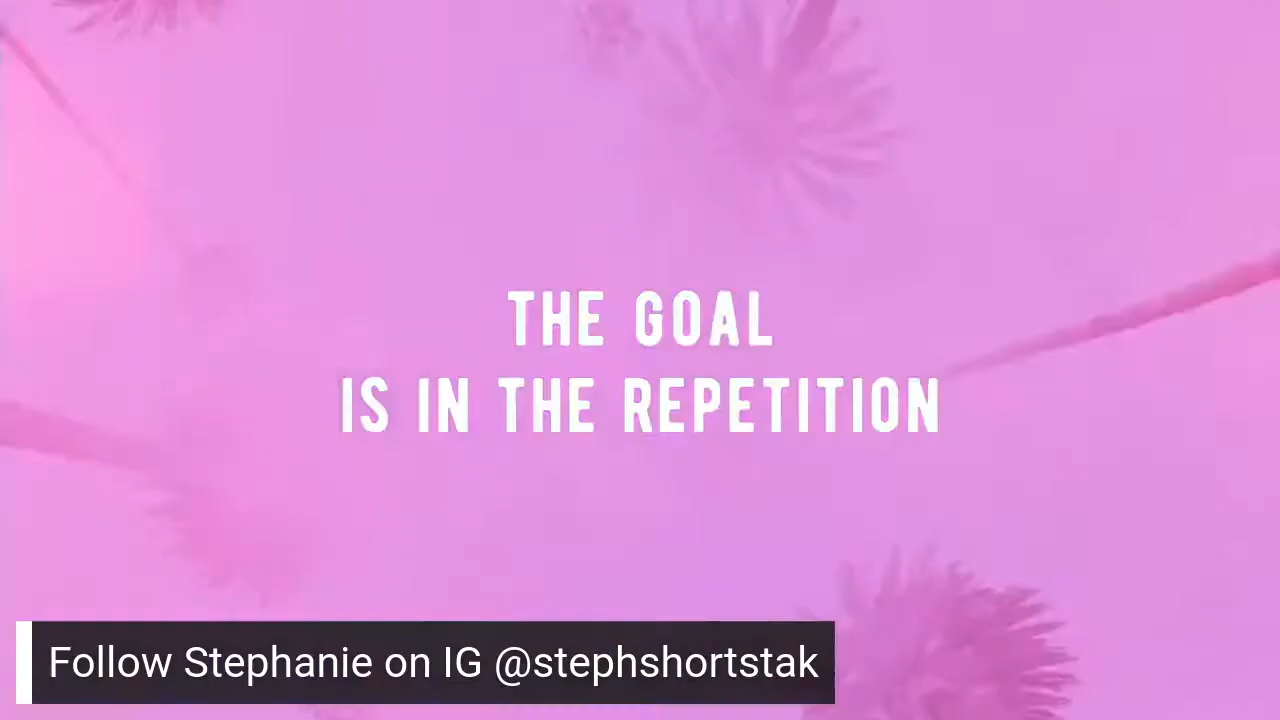 THE GOAL
IS IN THE REPETITION
Follow Stephanie on IG @stephshortstak